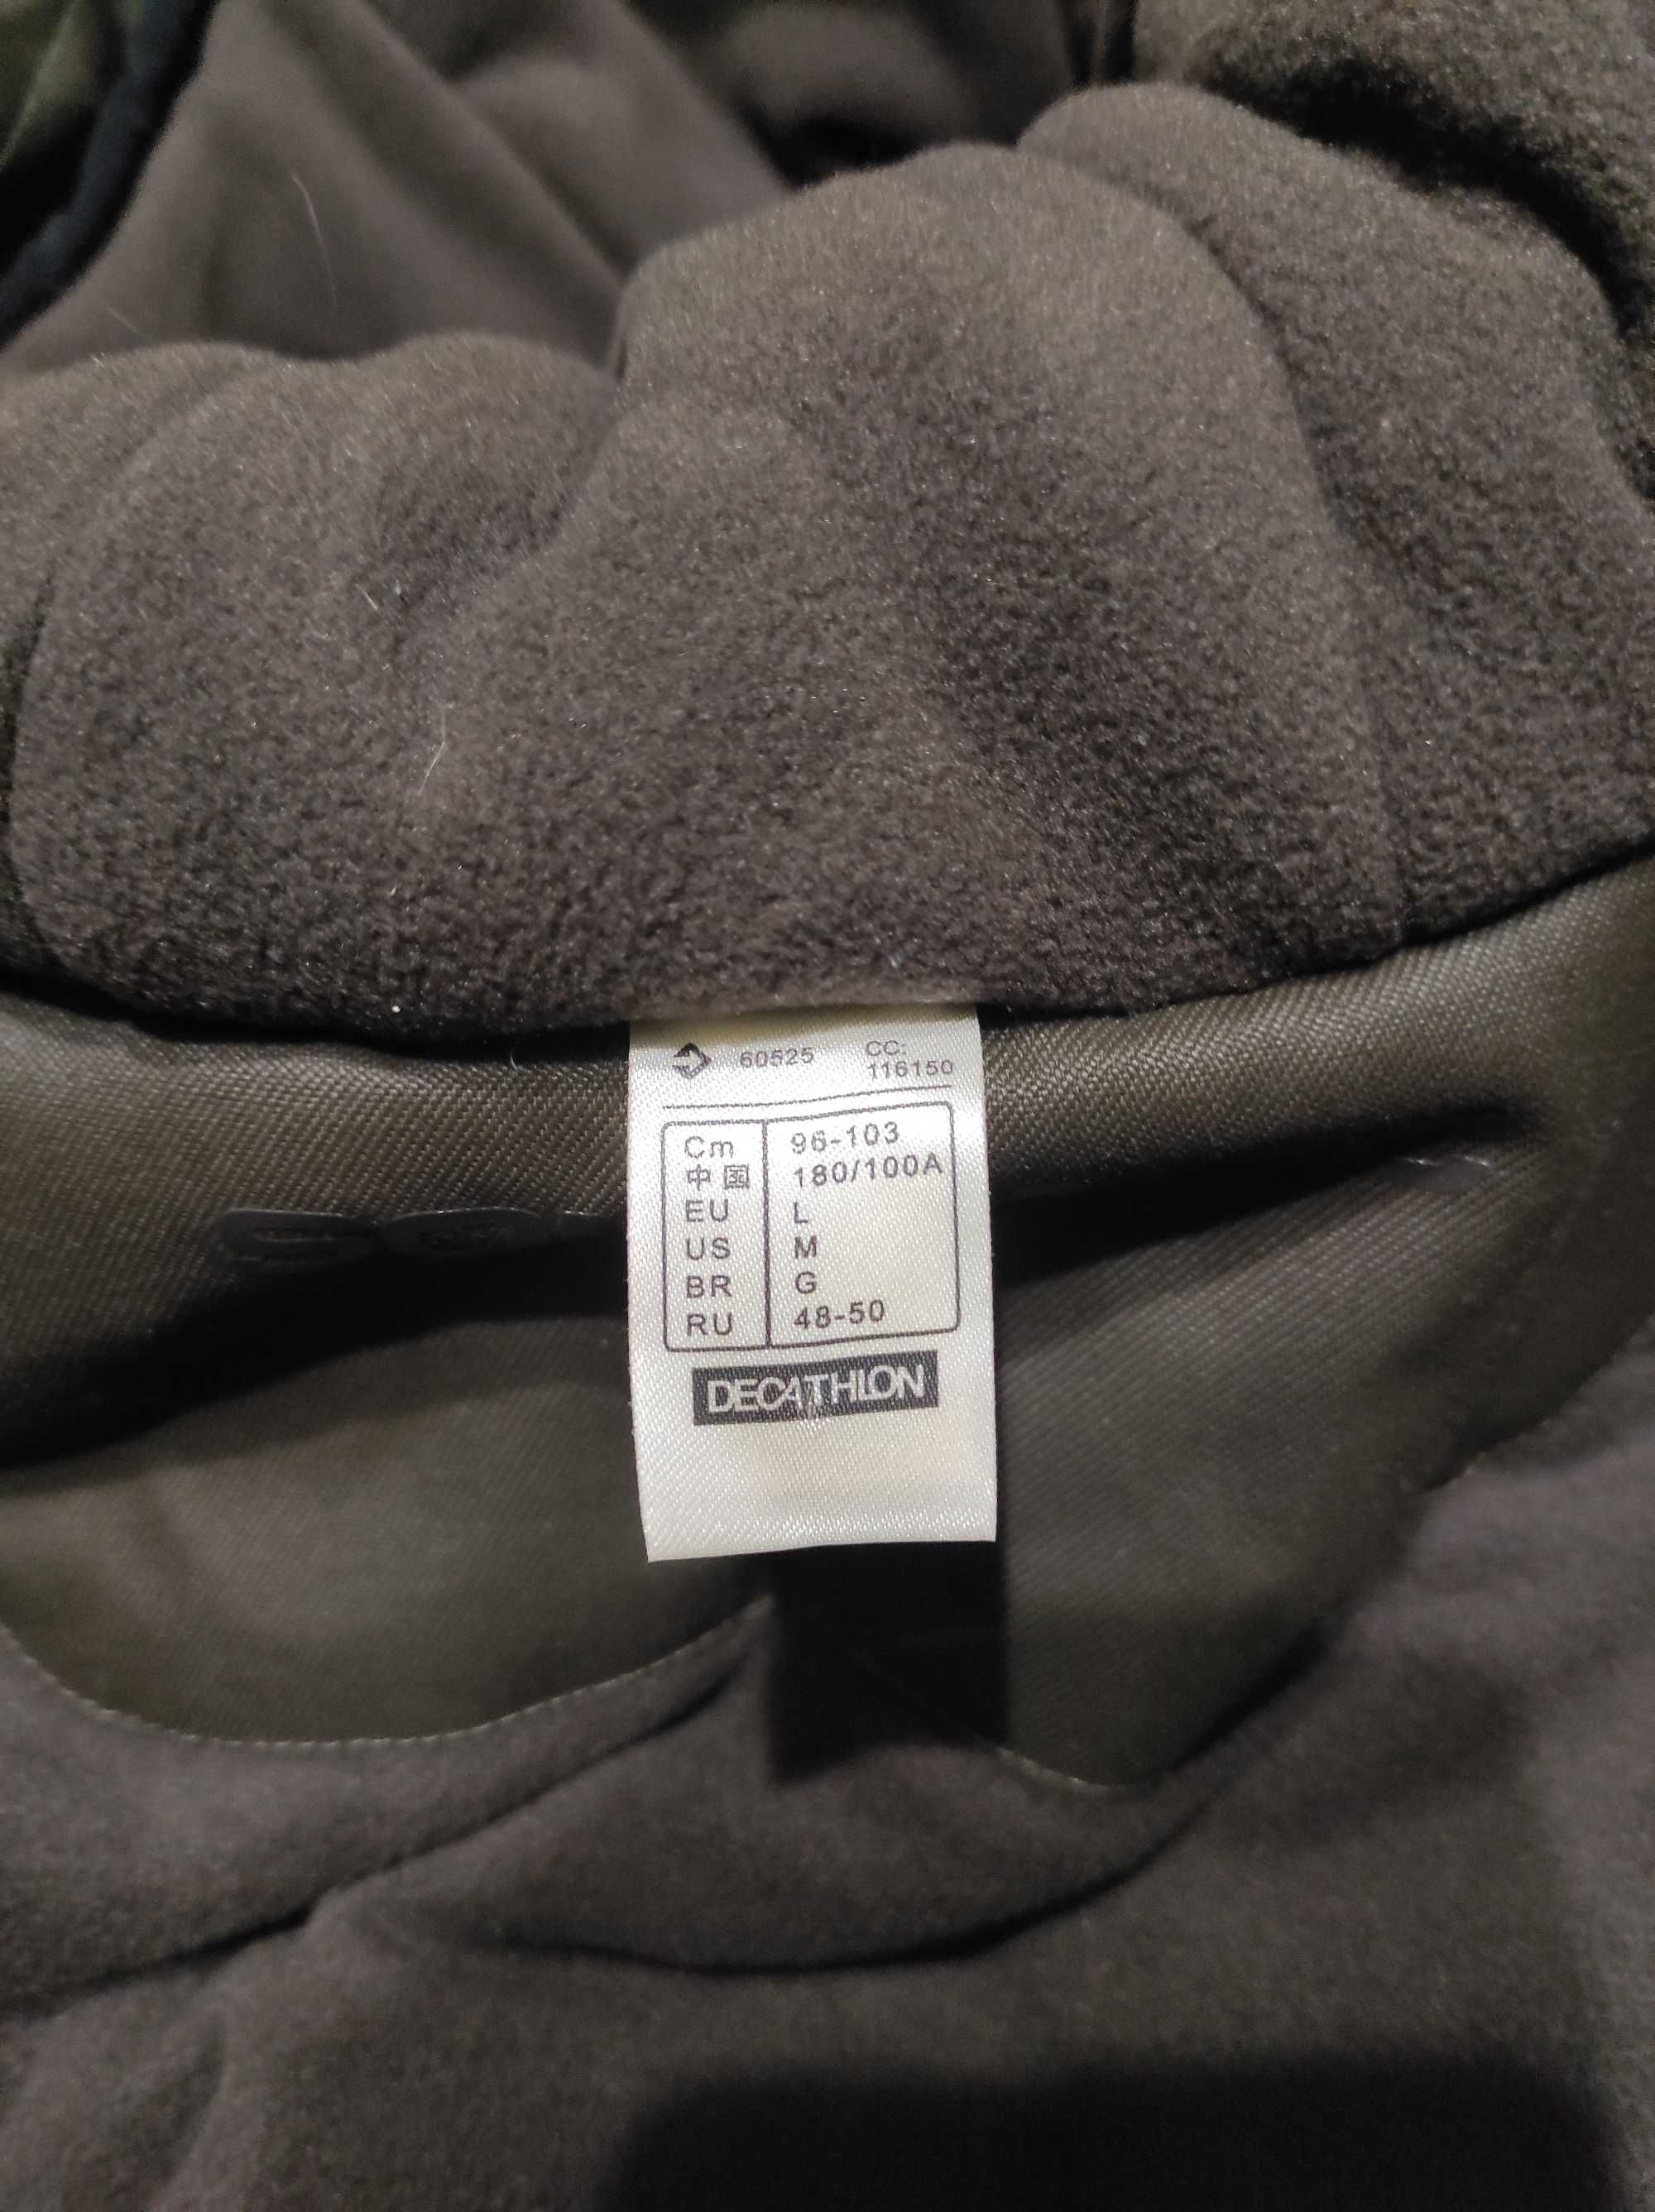 60525 CC:
116150
Cm 96-103
中国 180/100A
EU L
US M
BR G
RU 48-50
DECATHLON